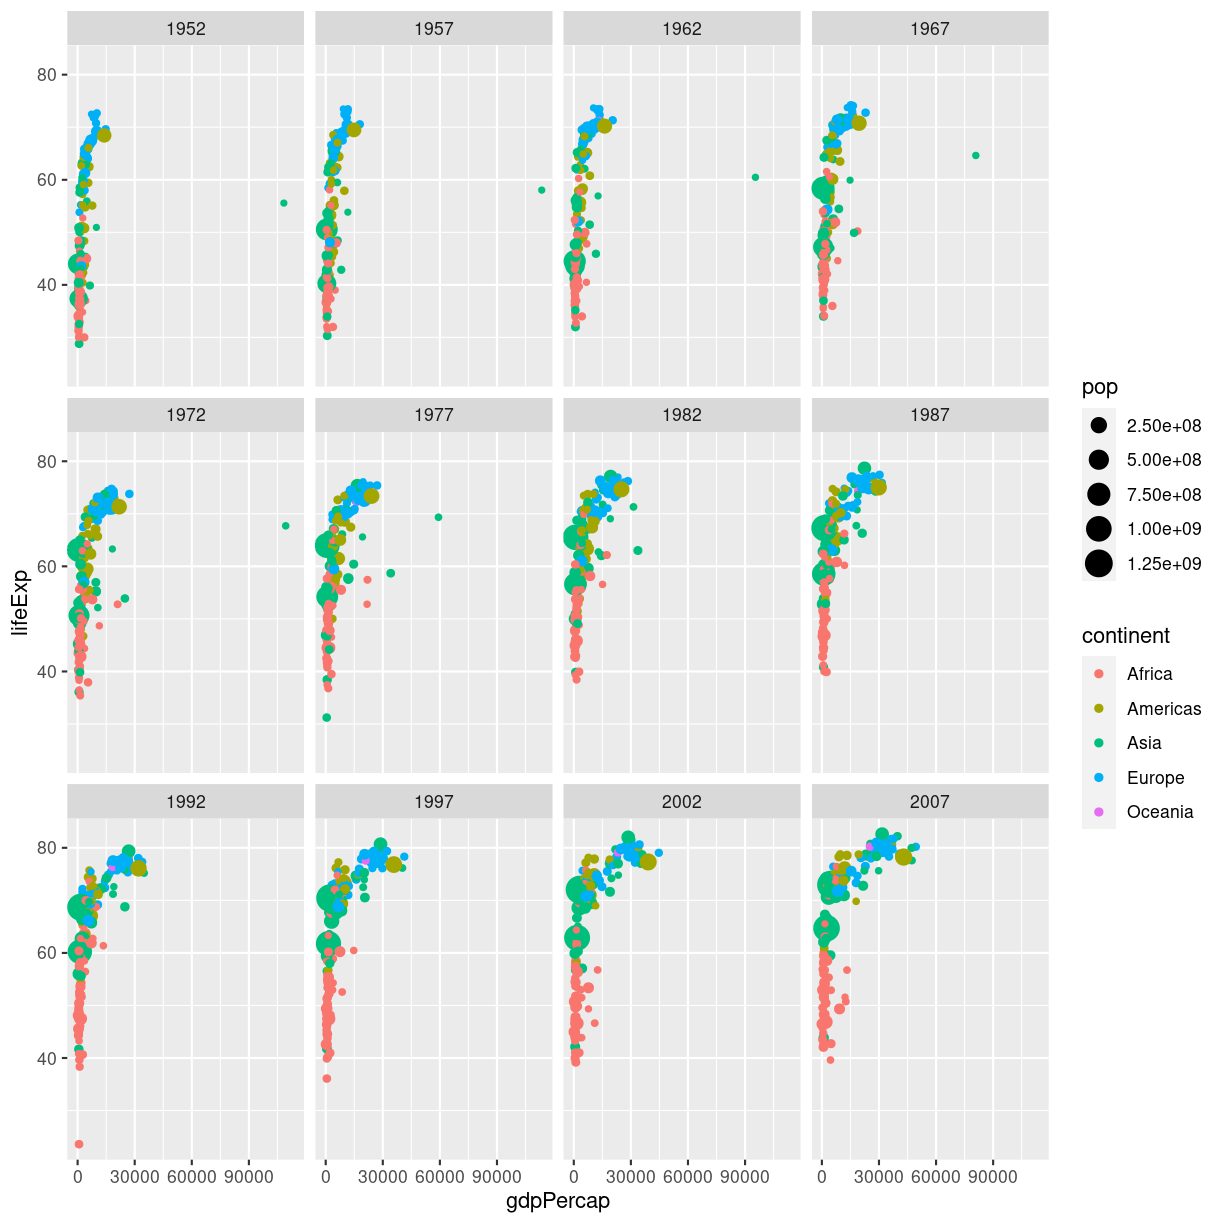 1952 1957 1962 1967
80
60
40
1972 1977 1982 1987
80
60
40
1992 1997 2002 2007
80
60
40
0 30000 60000 90000 0 30000 60000 90000 0 30000 60000 90000 0 30000 60000 90000
gdpPercap
lifeExp
pop
2.50e+08
5.00e+08
7.50e+08
1.00e+09
1.25e+09
continent
Africa
Americas
Asia
Europe
Oceania